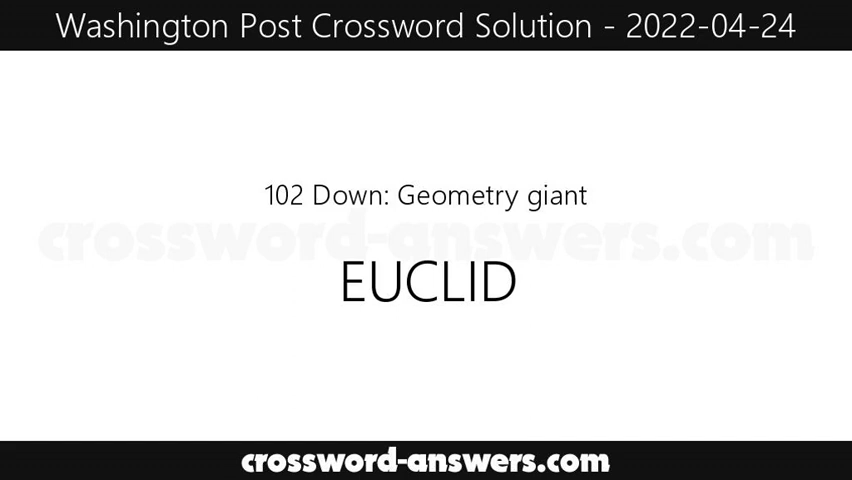 Washington Post Crossword Solution - 2022-04-24
102 Down: Geometry giant
crossword-answers.com
EUCLID
crossword-answers.com